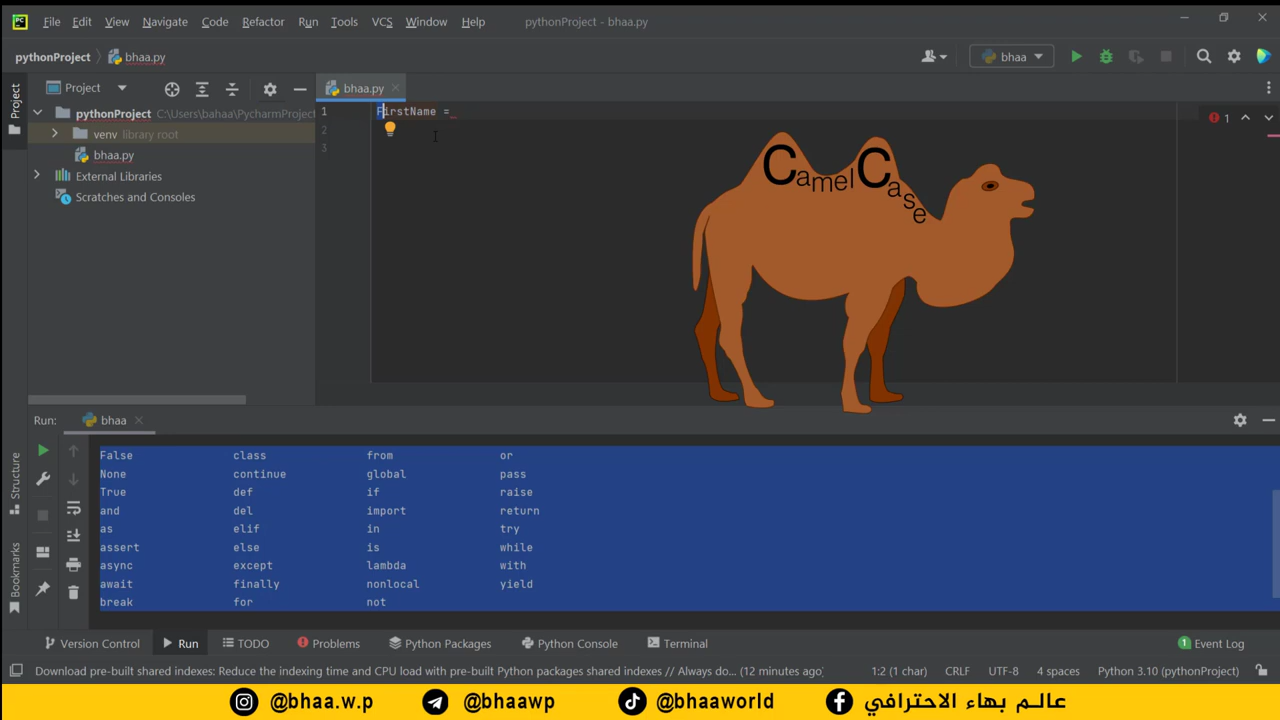 File Edit View Navigate Code Refactor Run Tools VCS Window Help pythonProject - bhaa.py
pythonProject bhaa.py bhaa
Project Project bhaa.py
pythonProject C:\Users\bahaa\PycharmProject
venv library root
bhaa.py
External Libraries
Scratches and Consoles
1 FirstName =
2
3
1
CamelCase
Run: bhaa
False class from or
None continue global pass
True def if raise
and del import return
as elif in try
assert else is while
async except lambda with
await finally nonlocal yield
break for not
Structure
Bookmarks
Version Control Run TODO Problems Python Packages Python Console Terminal 1 Event Log
Download pre-built shared indexes: Reduce the indexing time and CPU load with pre-built Python packages shared indexes // Always do... (12 minutes ago) 1:2 (1 char) CRLF UTF-8 4 spaces Python 3.10 (pythonProject)
@bhaa.w.p @bhaawp @bhaaworld عالم بهاء الاحترافي